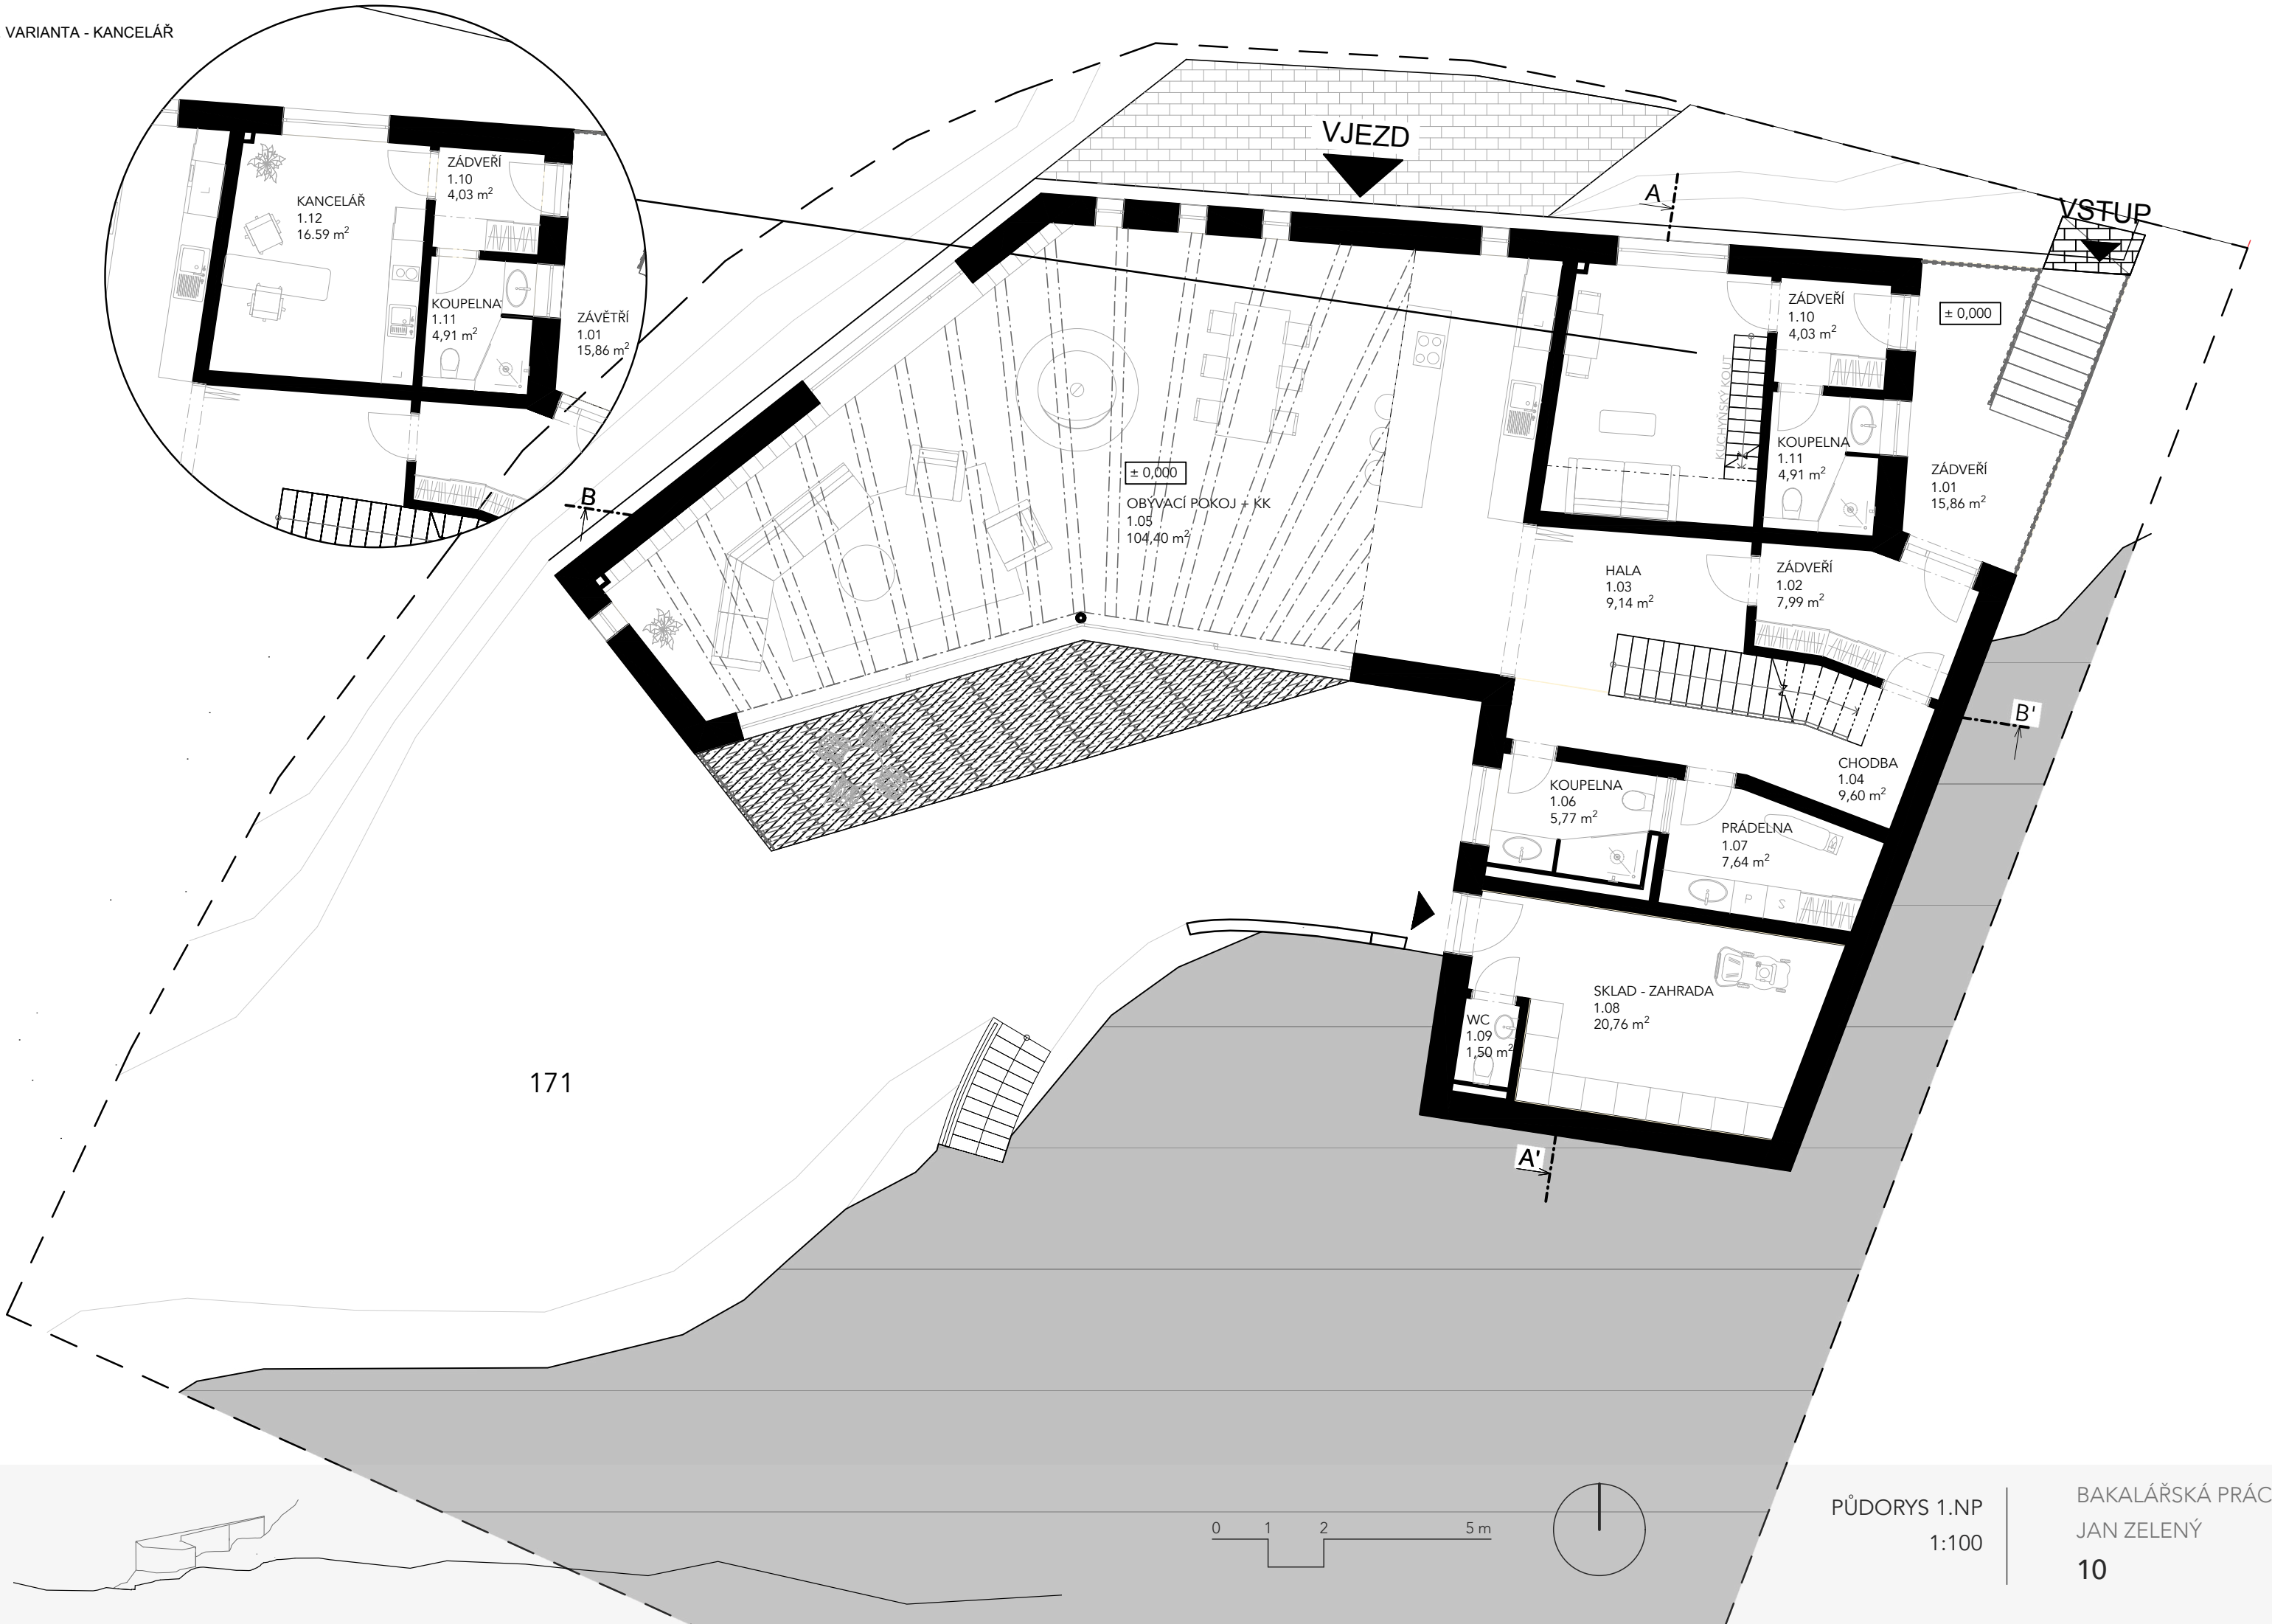 VARIANTA - KANCELÁŘ
ZÁDVEŘÍ
1.10
4,03 m²
KANCELÁŘ
1.12
16.59 m²
KOUPELNA
1.11
4,91 m²
ZÁVĚTŘÍ
1.01
15,86 m²
VJEZD
A
VSTUP
ZÁDVEŘÍ
1.10
4,03 m²
± 0,000
KUCHYŇSKÝ KOUT
KOUPELNA
1.11
4,91 m²
ZÁDVEŘÍ
1.01
15,86 m²
B
± 0,000
OBÝVACÍ POKOJ + KK
1.05
104,40 m²
HALA
1.03
9,14 m²
ZÁDVEŘÍ
1.02
7,99 m²
B'
CHODBA
1.04
9,60 m²
KOUPELNA
1.06
5,77 m²
PRÁDELNA
1.07
7,64 m²
P S
SKLAD - ZAHRADA
1.08
20,76 m²
WC
1.09
1,50 m²
171
A'
0 1 2 5 m
PŮDORYS 1.NP
1:100
BAKALÁŘSKÁ PRÁC
JAN ZELENÝ
10